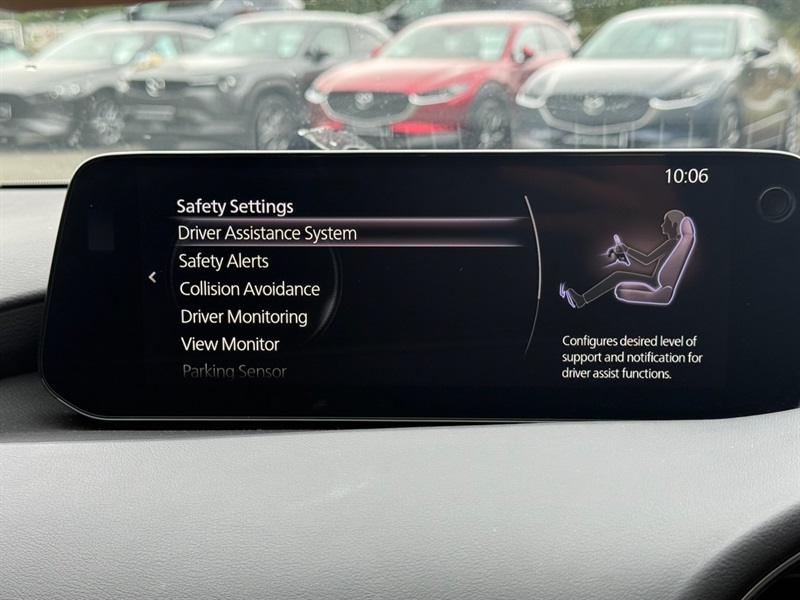 10:06
Safety Settings
Driver Assistance System
Safety Alerts
Collision Avoidance
Driver Monitoring
View Monitor
Parking Sensor
Configures desired level of
support and notification for
driver assist functions.